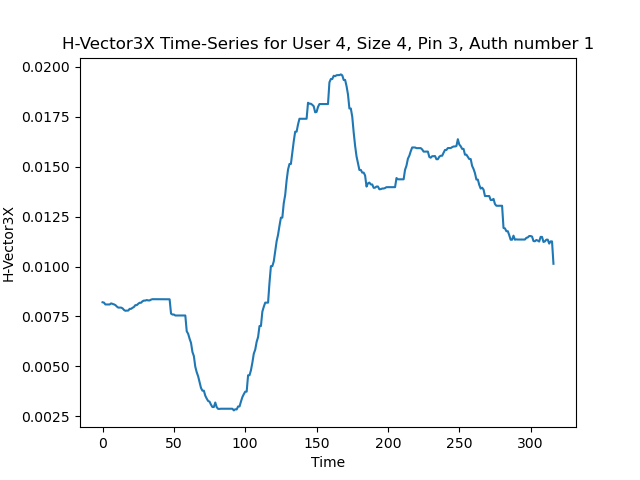 H-Vector3X Time-Series for User 4, Size 4, Pin 3, Auth number 1
0.0200
0.0175
0.0150
0.0125
0.0100
0.0075
0.0050
0.0025
H-Vector3X
0 50 100 150 200 250 300
Time